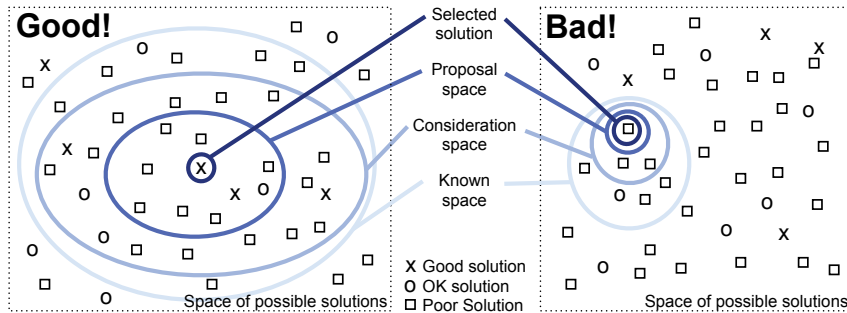 Good!
Selected
solution
Proposal
space
Consideration
space
Known
space
x Good solution
o OK solution
□ Poor Solution
Space of possible solutions
Bad!
Space of possible solutions